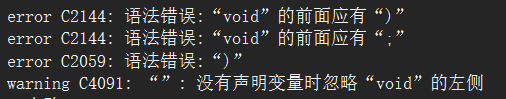 error C2144: 语法错误:“void”的前面应有“)”
error C2144: 语法错误:“void”的前面应有“;”
error C2059: 语法错误:“)”
warning C4091: “”: 没有声明变量时忽略“void”的左侧